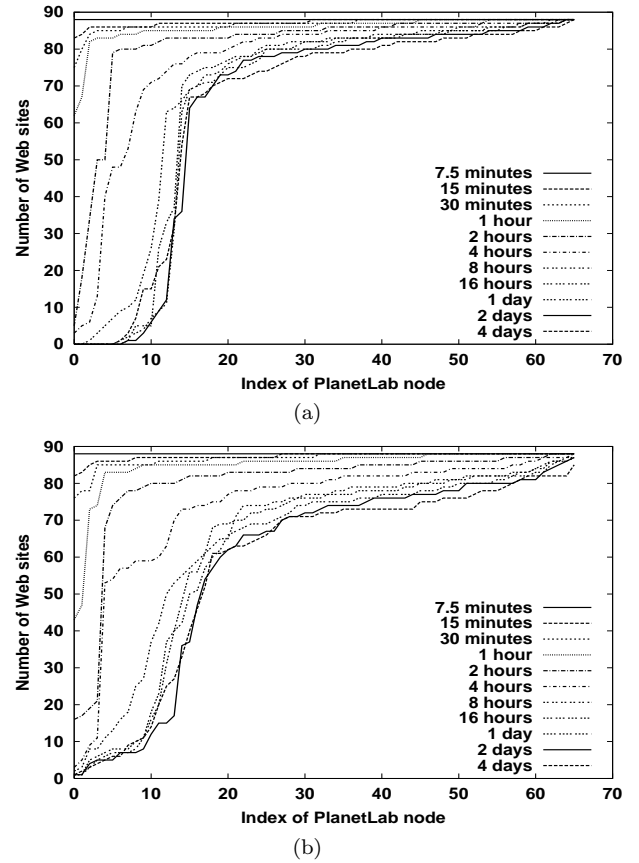 90
80
70
60
50
40
30
20
10
0
Number of Web sites
7.5 minutes
15 minutes
30 minutes
1 hour
2 hours
4 hours
8 hours
16 hours
1 day
2 days
4 days
0 10 20 30 40 50 60 70
Index of PlanetLab node
(a)
90
80
70
60
50
40
30
20
10
0
Number of Web sites
7.5 minutes
15 minutes
30 minutes
1 hour
2 hours
4 hours
8 hours
16 hours
1 day
2 days
4 days
0 10 20 30 40 50 60 70
Index of PlanetLab node
(b)